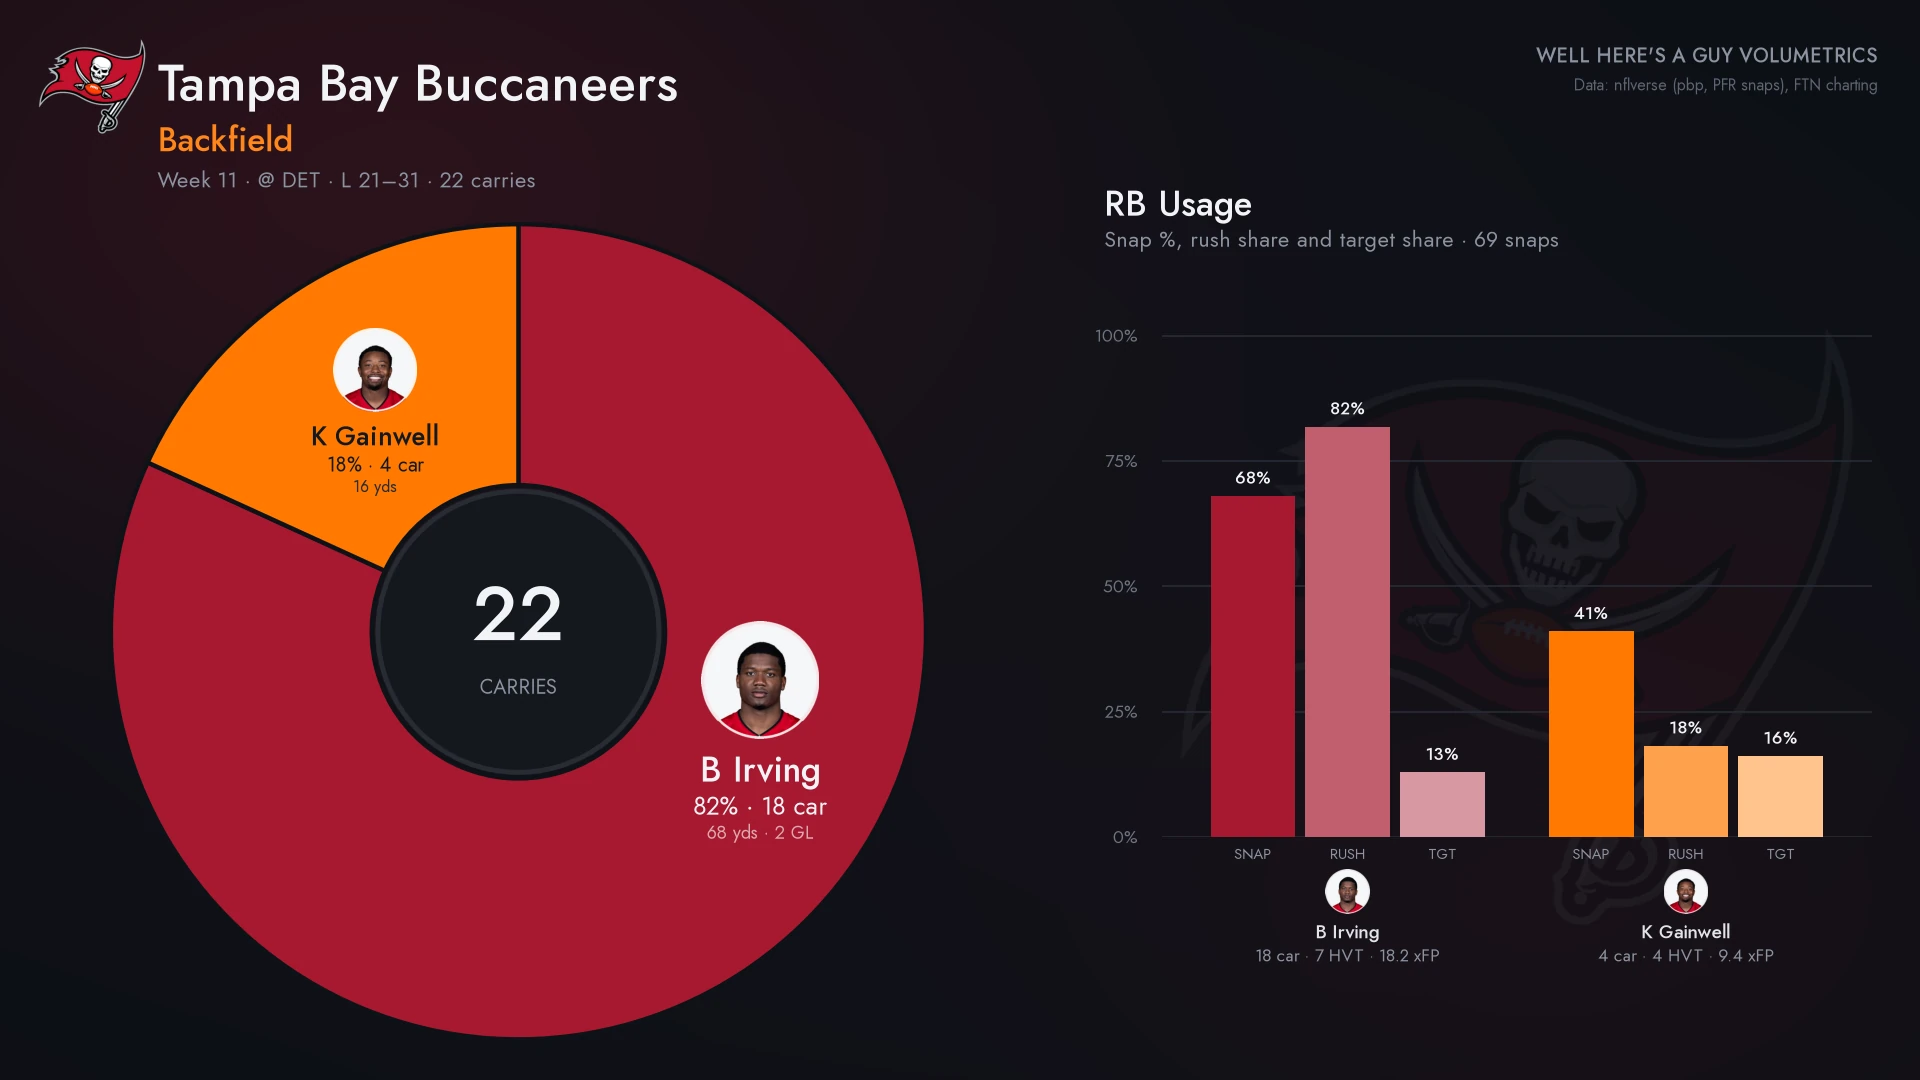 Tampa Bay Buccaneers
Backfield
Week 11 · @ DET · L 21–31 · 22 carries
WELL HERE'S A GUY VOLUMETRICS
Data: nflverse (pbp, PFR snaps), FTN charting
K Gainwell
18% · 4 car
16 yds
22
CARRIES
B Irving
82% · 18 car
68 yds · 2 GL
RB Usage
Snap %, rush share and target share · 69 snaps
100%
75%
50%
25%
0%
68%
82%
13%
41%
18%
16%
SNAP RUSH TGT SNAP RUSH TGT
B Irving
18 car · 7 HVT · 18.2 xFP
K Gainwell
4 car · 4 HVT · 9.4 xFP